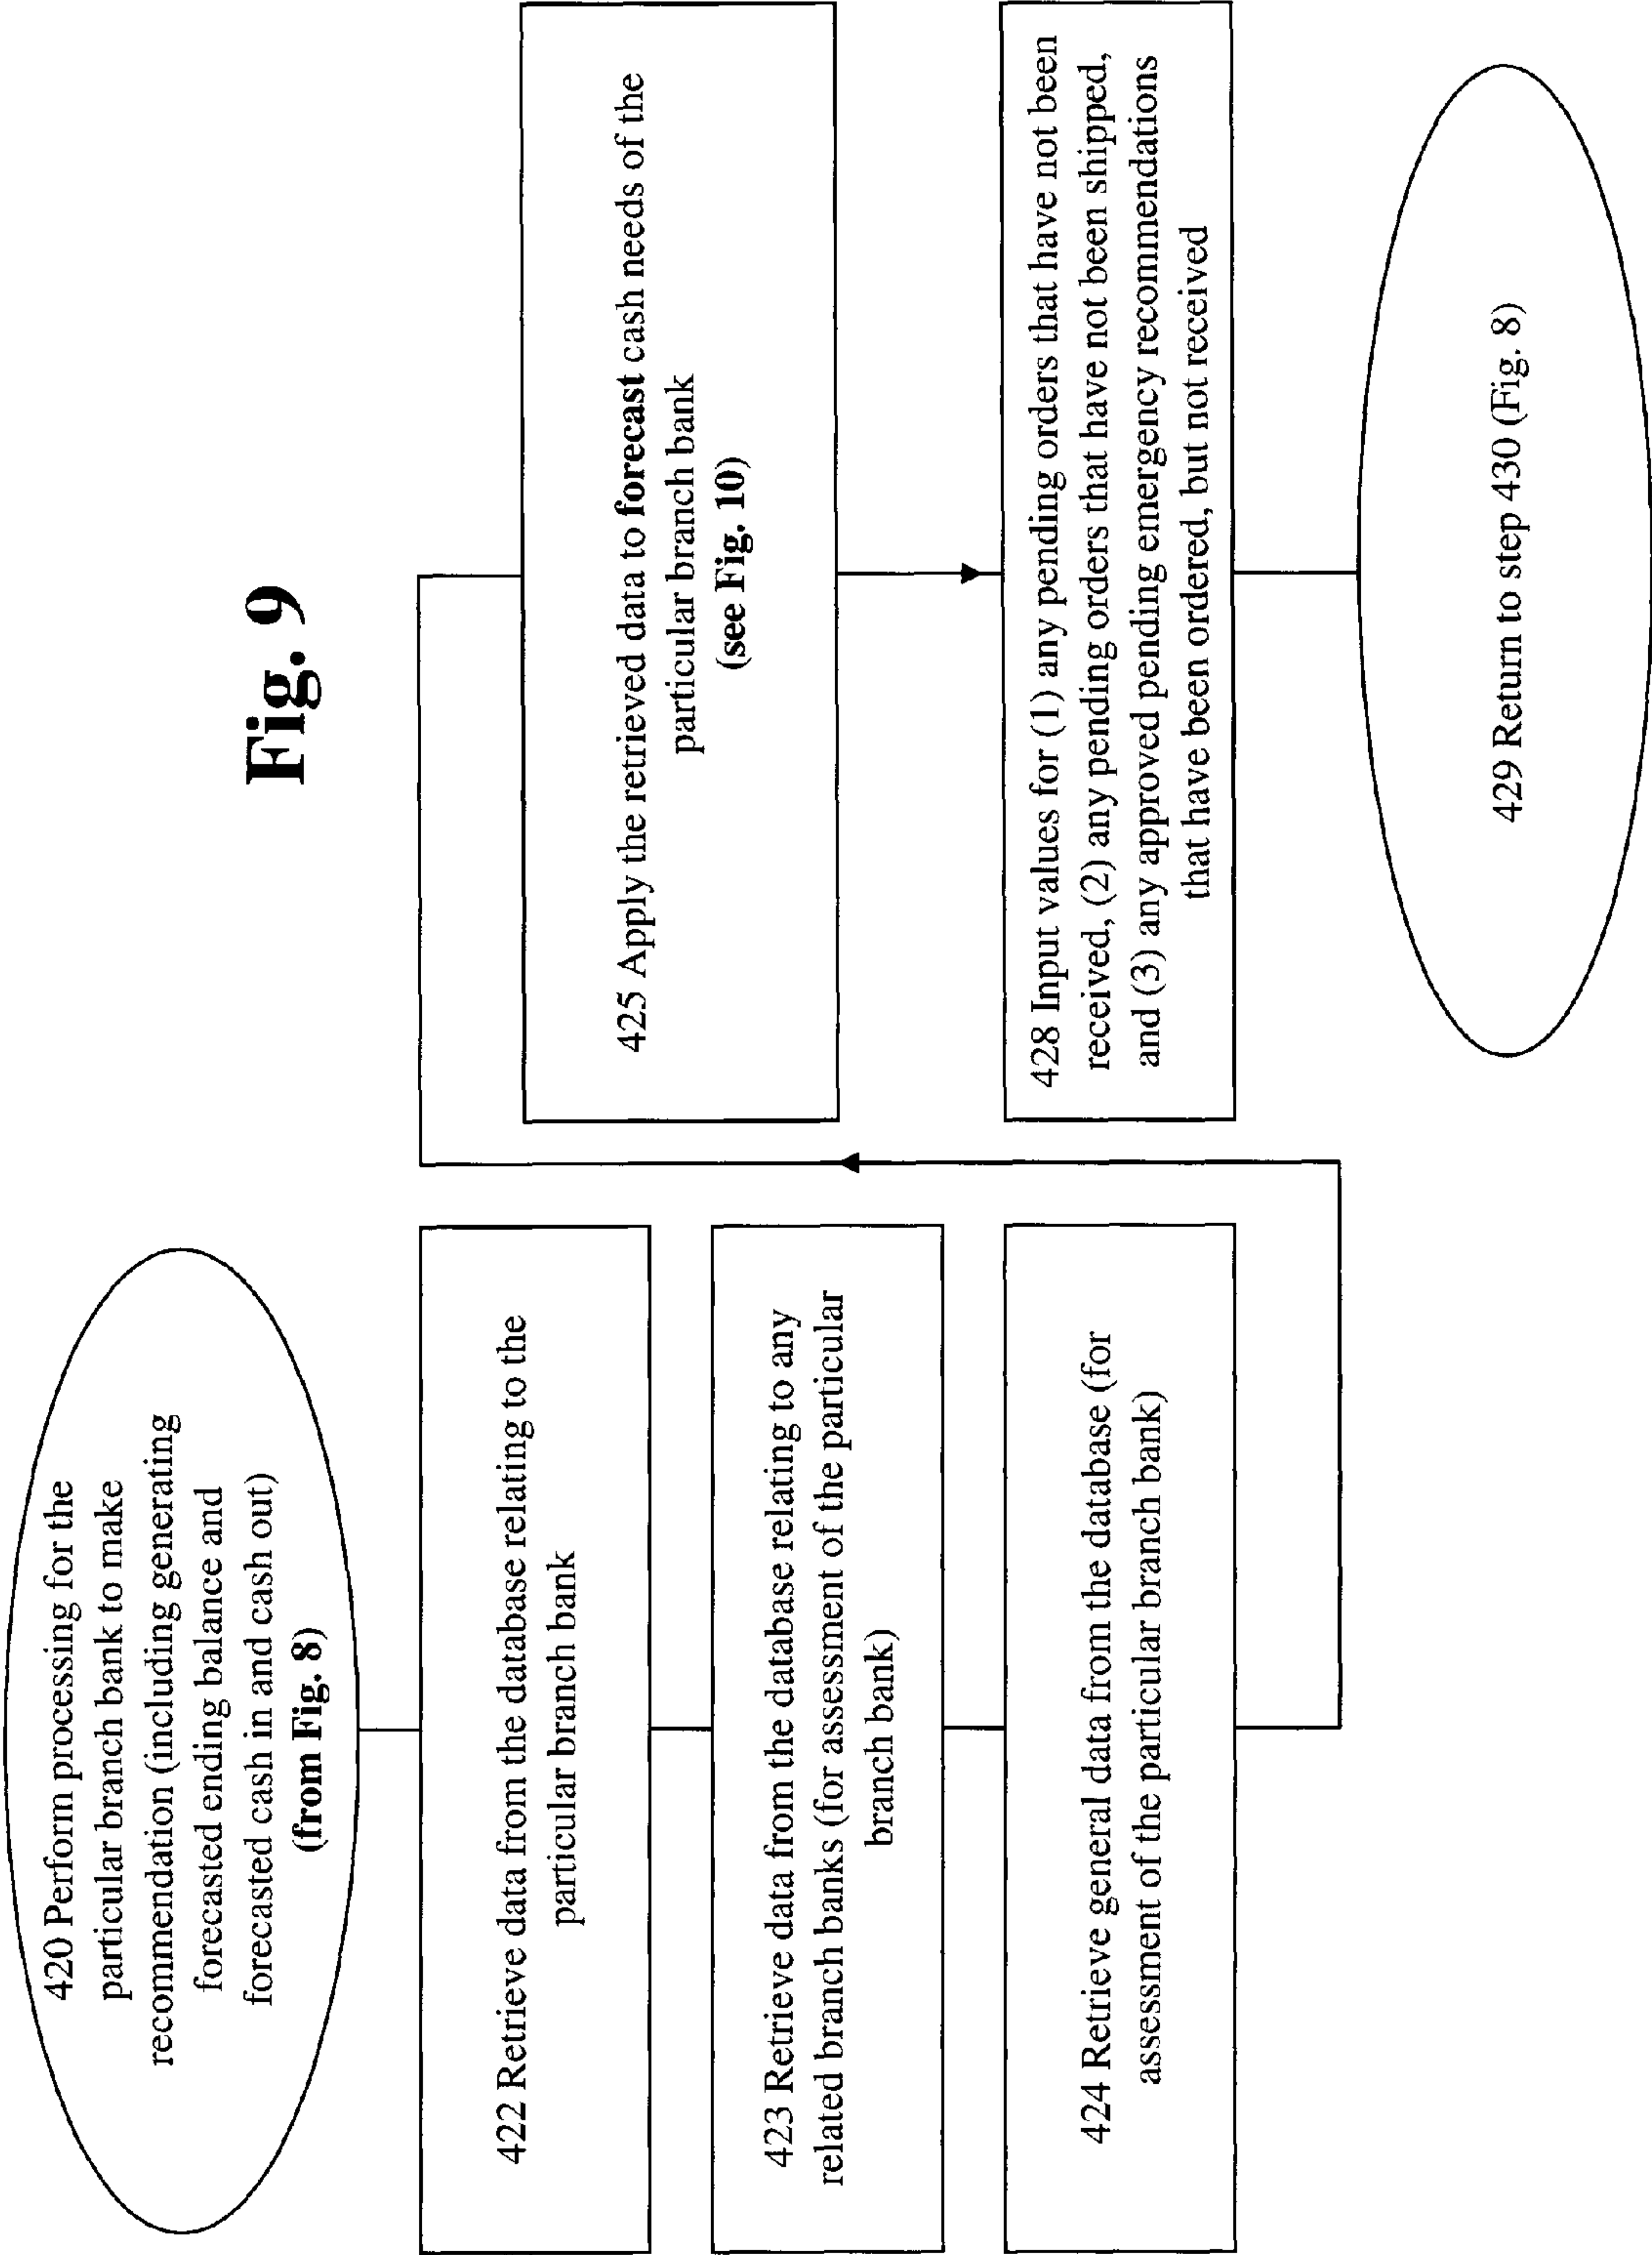 Fig. 9
420 Perform processing for the
particular branch bank to make
recommendation (including generating
forecasted ending balance and
forecasted cash in and cash out)
(from Fig. 8)
422 Retrieve data from the database relating to the
particular branch bank
423 Retrieve data from the database relating to any
related branch banks (for assessment of the particular
branch bank)
424 Retrieve general data from the database (for
assessment of the particular branch bank)
425 Apply the retrieved data to forecast cash needs of the
particular branch bank
(see Fig. 10)
428 Input values for (1) any pending orders that have not been
received, (2) any pending orders that have not been shipped,
and (3) any approved pending emergency recommendations
that have been ordered, but not received
429 Return to step 430 (Fig. 8)